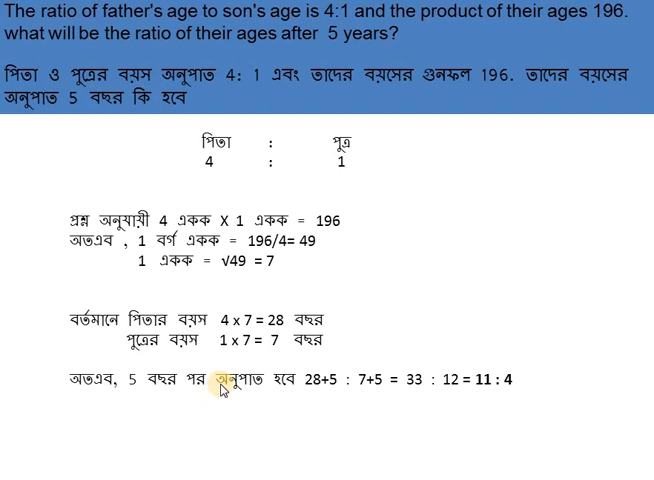 The ratio of father's age to son's age is 4:1 and the product of their ages 196.
what will be the ratio of their ages after 5 years?
পিতা ও পুত্রের বয়স অনুপাত 4: 1 এবং তাদের বয়সের গুনফল 196. তাদের বয়সের
অনুপাত 5 বছর কি হবে
পিতা : পুত্র
4 : 1
প্রশ্ন অনুযায়ী 4 একক X 1 একক = 196
অতএব , 1 বর্গ একক = 196/4= 49
1 একক = √49 = 7
বর্তমানে পিতার বয়স 4 x 7 = 28 বছর
পুত্রের বয়স 1 x 7 = 7 বছর
অতএব, 5 বছর পর অনুপাত হবে 28+5 : 7+5 = 33 : 12 = 11 : 4